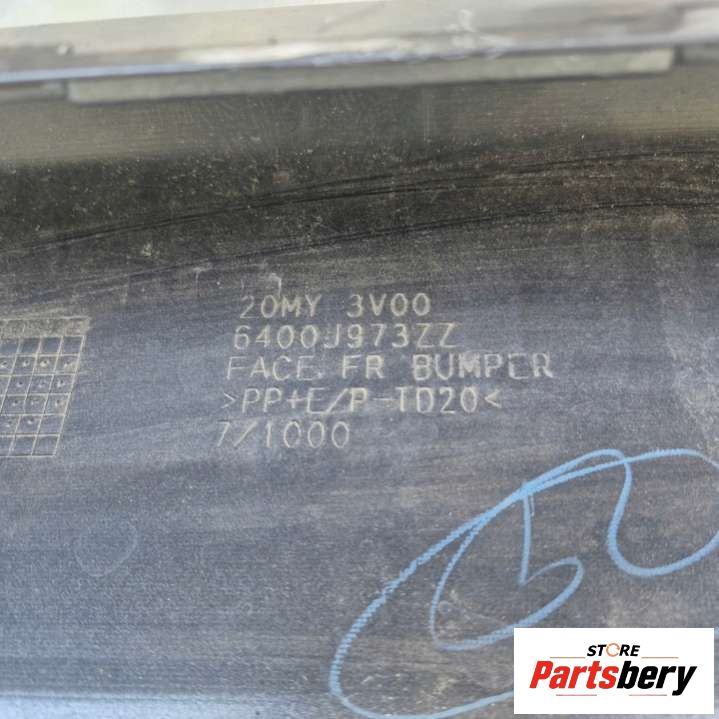 20MY 3V00
6400J973ZZ
FACE, FR BUMPER
>PP+E/P-TD20<
7/1000
STORE
Partsbery